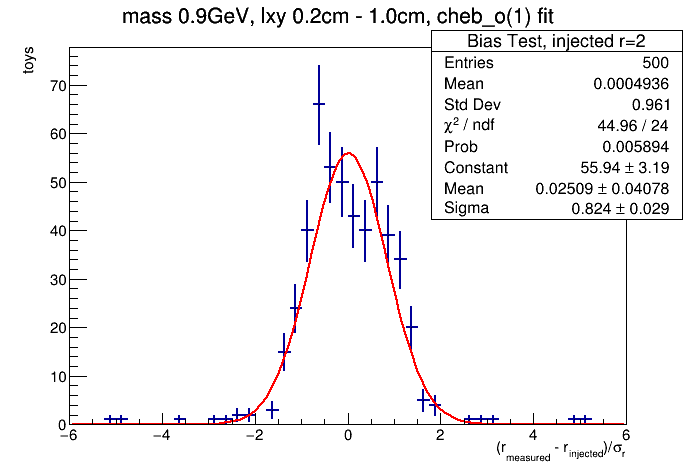 mass 0.9GeV, lxy 0.2cm - 1.0cm, cheb_o(1) fit
toys
Bias Test, injected r=2
Entries 500
Mean 0.0004936
Std Dev 0.961
χ² / ndf 44.96 / 24
Prob 0.005894
Constant 55.94 ± 3.19
Mean 0.02509 ± 0.04078
Sigma 0.824 ± 0.029
70
60
50
40
30
20
10
0
−6 −4 −2 0 2 4 6
(r_measured - r_injected)/σ_r